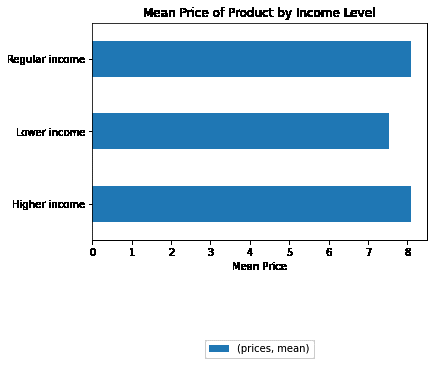 Mean Price of Product by Income Level
Regular income
Lower income
Higher income
0 1 2 3 4 5 6 7 8
Mean Price
(prices, mean)